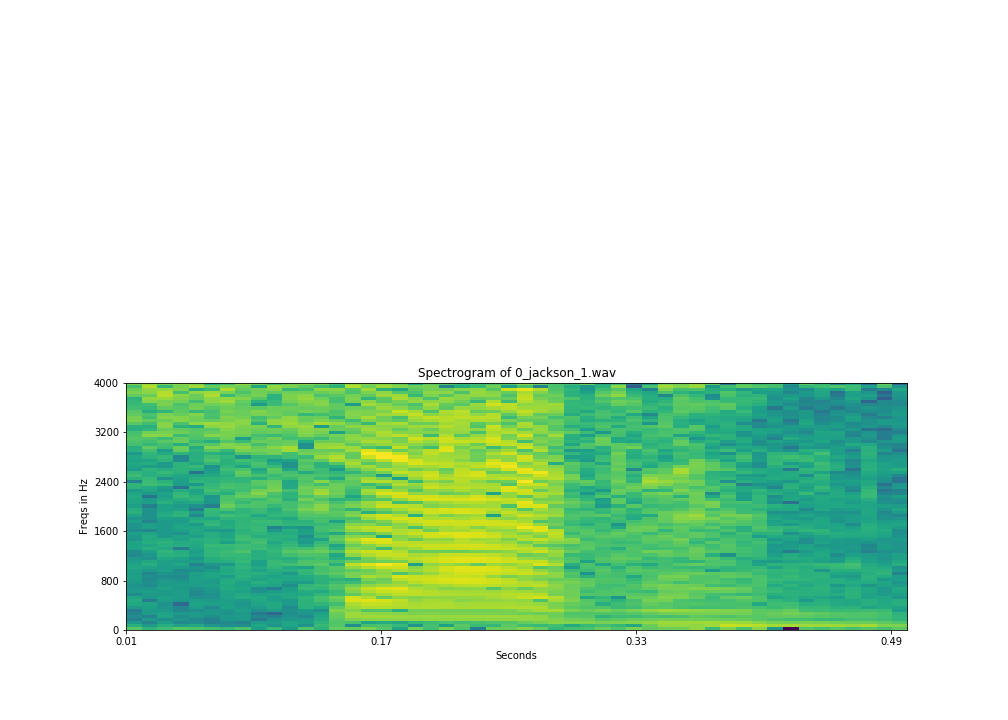 Spectrogram of 0_jackson_1.wav
4000
3200
2400
1600
800
0
Freqs in Hz
0.01 0.17 0.33 0.49
Seconds